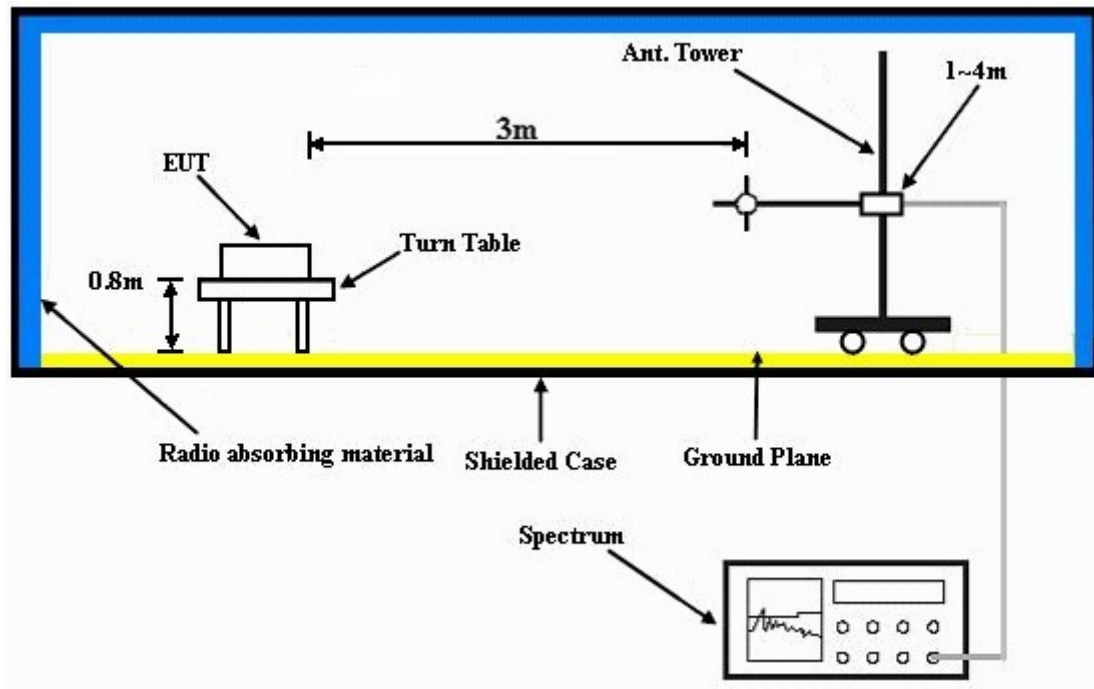 Ant. Tower
1~4m
3m
EUT
Turn Table
0.8m
Radio absorbing material
Shielded Case
Ground Plane
Spectrum